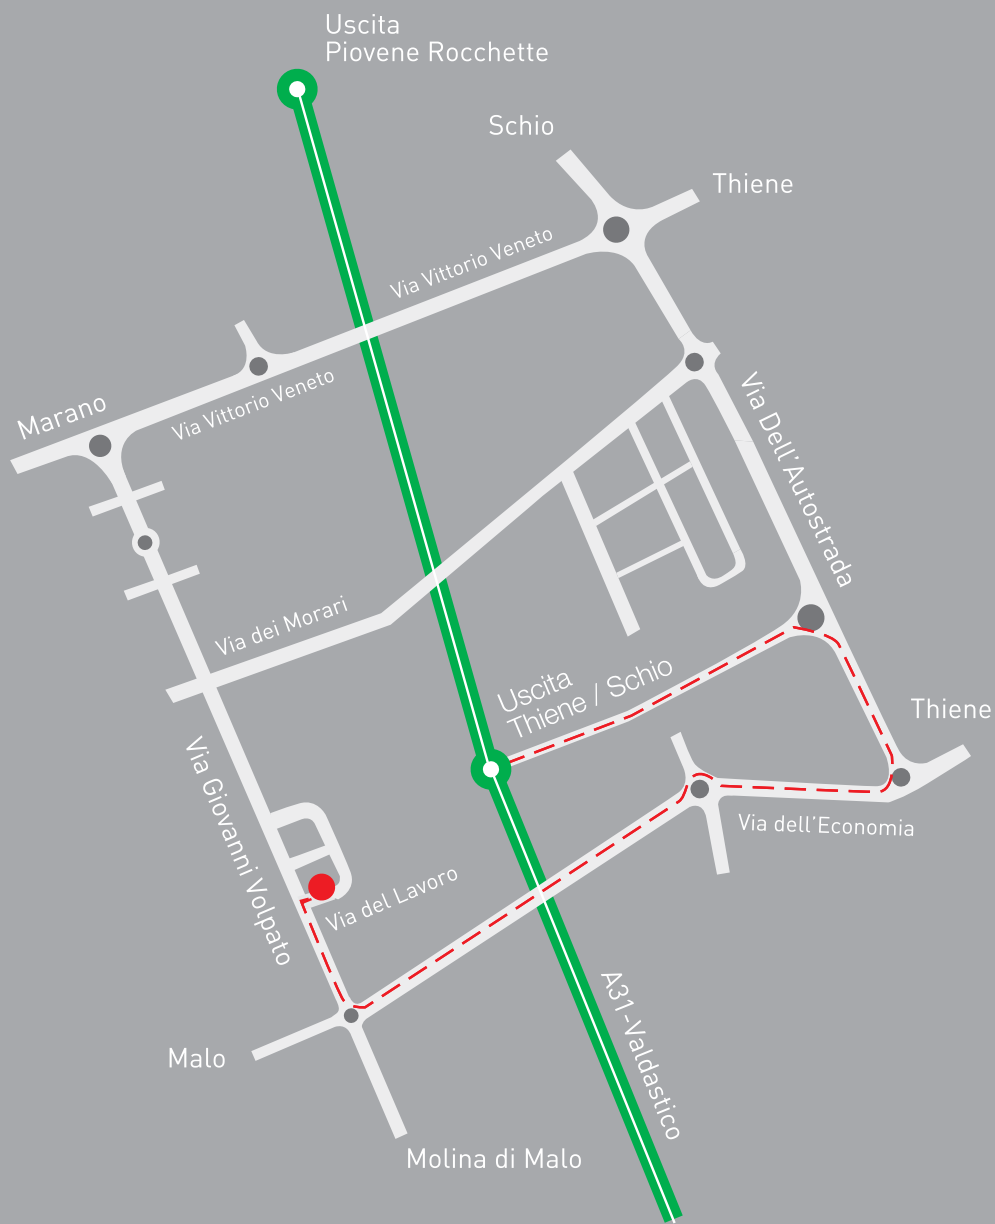 Uscita
Piovene Rocchette
Schio
Thiene
Via Vittorio Veneto
Via Vittorio Veneto
Marano
Via Dell'Autostrada
Via dei Morari
Uscita
Thiene / Schio
Thiene
Via Giovanni Volpato
Via dell'Economia
Via del Lavoro
A31-Valdastico
Malo
Molina di Malo